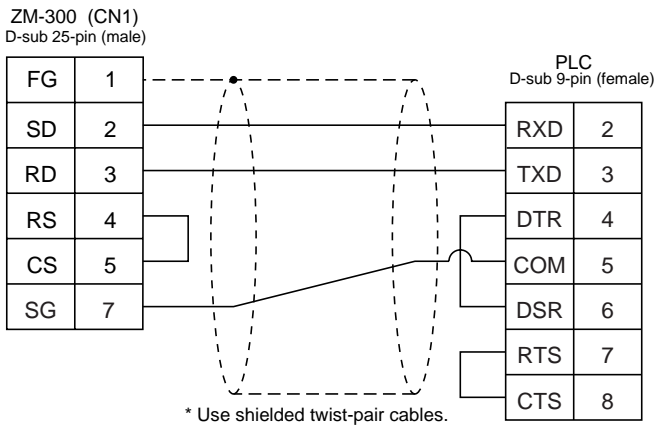 ZM-300 (CN1)
D-sub 25-pin (male)
FG 1
SD 2
RD 3
RS 4
CS 5
SG 7
PLC
D-sub 9-pin (female)
RXD 2
TXD 3
DTR 4
COM 5
DSR 6
RTS 7
CTS 8
* Use shielded twist-pair cables.